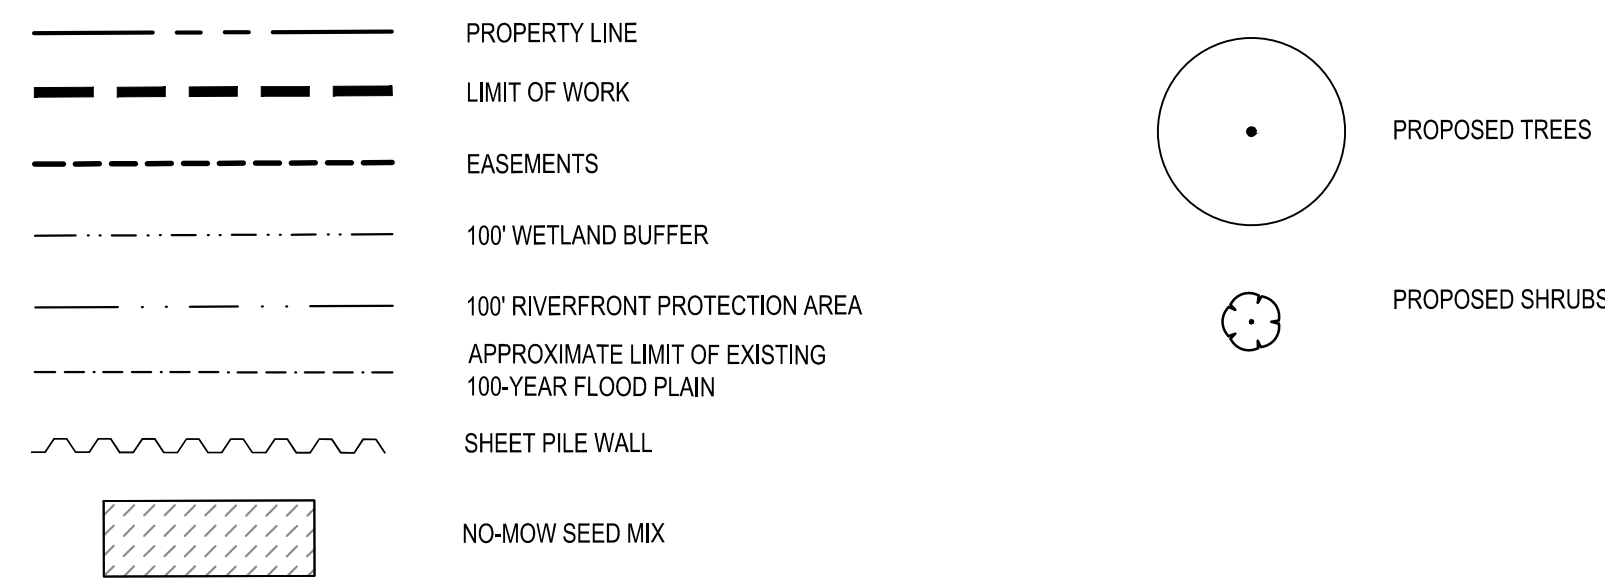 PROPERTY LINE
LIMIT OF WORK
EASEMENTS
100' WETLAND BUFFER
100' RIVERFRONT PROTECTION AREA
APPROXIMATE LIMIT OF EXISTING
100-YEAR FLOOD PLAIN
SHEET PILE WALL
NO-MOW SEED MIX
PROPOSED TREES
PROPOSED SHRUBS